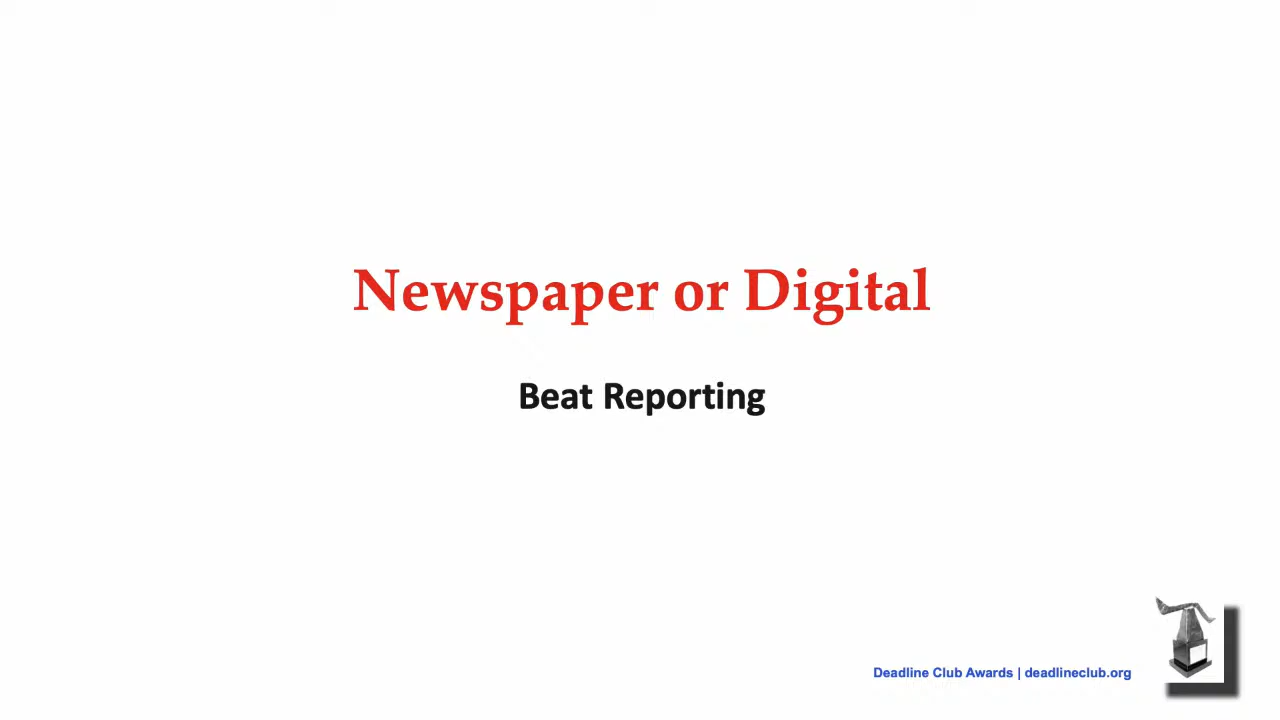 Newspaper or Digital
Beat Reporting
Deadline Club Awards | deadlineclub.org